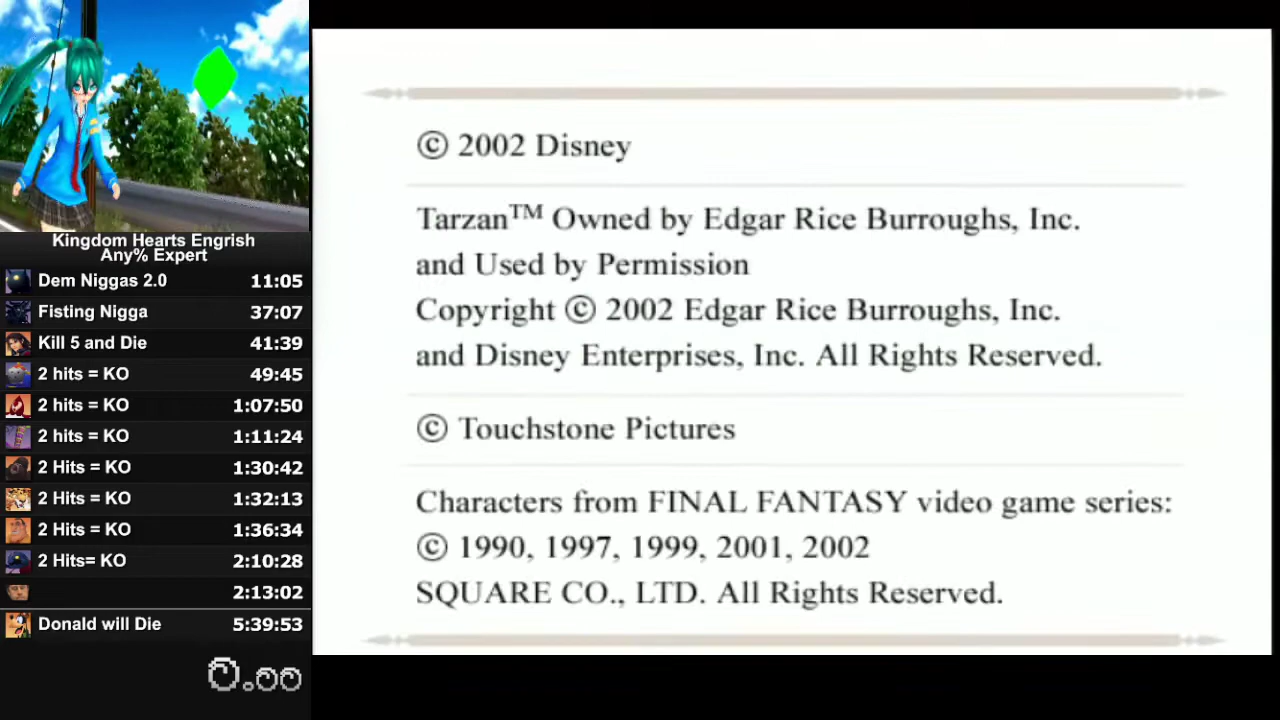 Kingdom Hearts Engrish
Any% Expert
Dem Niggas 2.0 11:05
Fisting Nigga 37:07
Kill 5 and Die 41:39
2 hits = KO 49:45
2 hits = KO 1:07:50
2 hits = KO 1:11:24
2 Hits = KO 1:30:42
2 Hits = KO 1:32:13
2 Hits = KO 1:36:34
2 Hits= KO 2:10:28
2:13:02
Donald will Die 5:39:53
0.00
© 2002 Disney
Tarzan™ Owned by Edgar Rice Burroughs, Inc.
and Used by Permission
Copyright © 2002 Edgar Rice Burroughs, Inc.
and Disney Enterprises, Inc. All Rights Reserved.
© Touchstone Pictures
Characters from FINAL FANTASY video game series:
© 1990, 1997, 1999, 2001, 2002
SQUARE CO., LTD. All Rights Reserved.